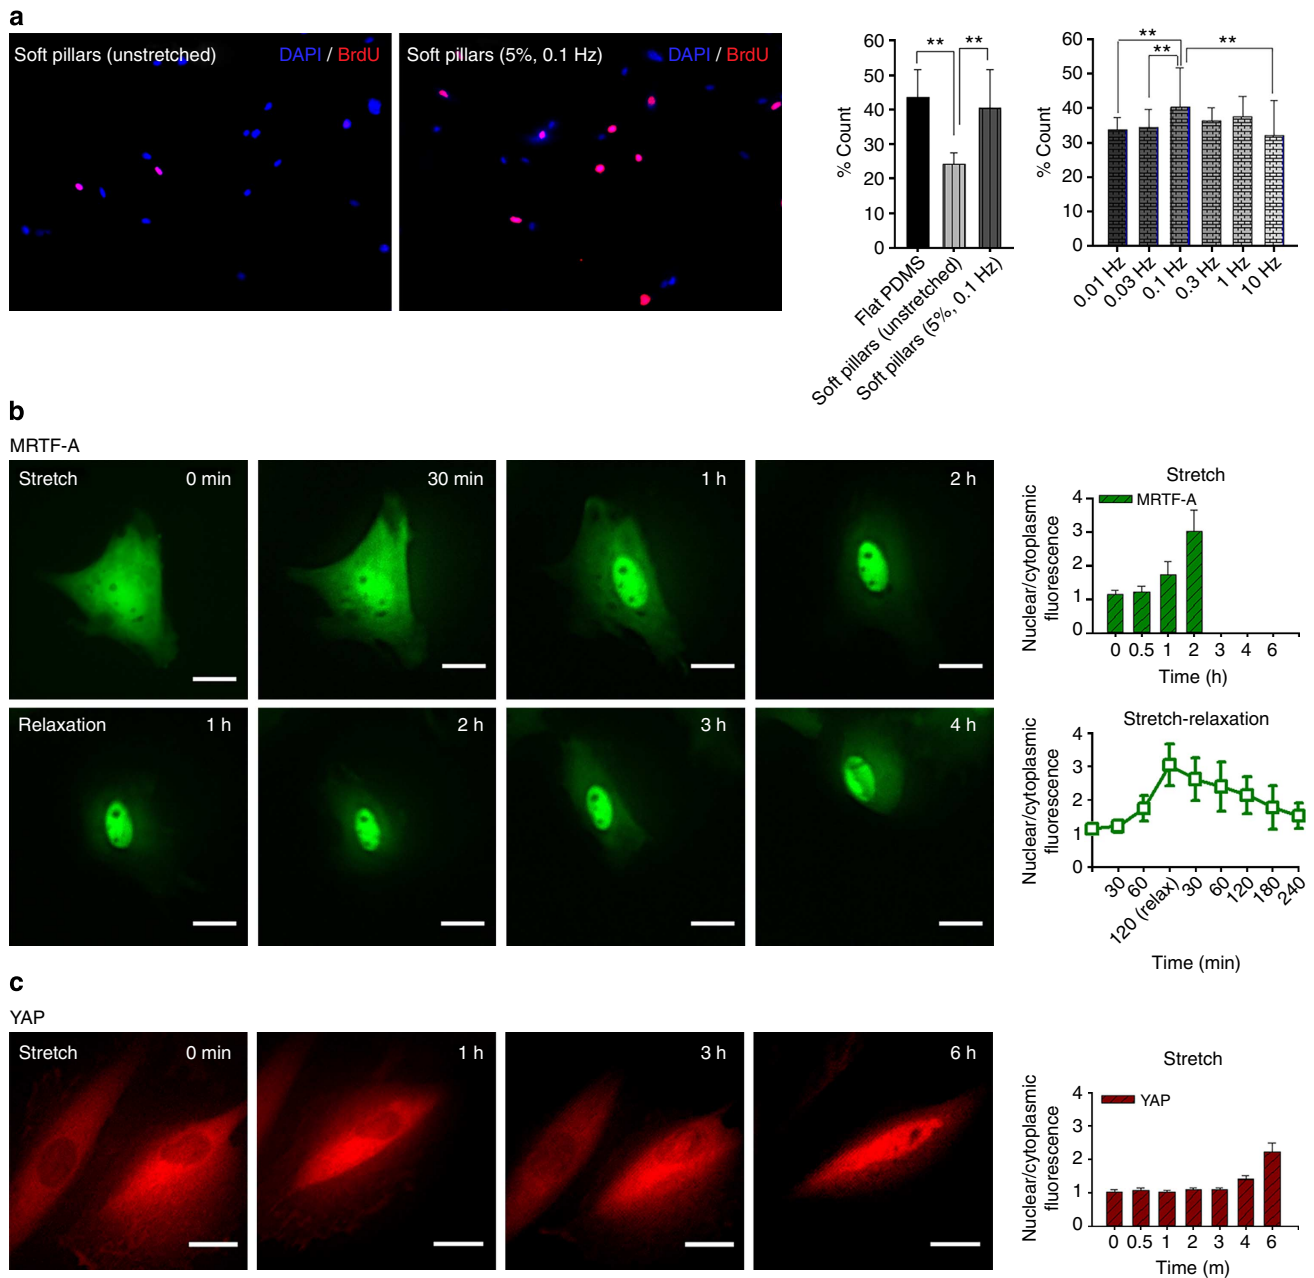 a
Soft pillars (unstretched) DAPI / BrdU
Soft pillars (5%, 0.1 Hz) DAPI / BrdU
% Count
60
50
40
30
20
10
0
** **
Flat PDMS
Soft pillars (unstretched)
Soft pillars (5%, 0.1 Hz)
% Count
60
50
40
30
20
10
0
**
** **
0.01 Hz
0.03 Hz
0.1 Hz
0.3 Hz
1 Hz
10 Hz
b
MRTF-A
Stretch 0 min
30 min
1 h
2 h
Stretch
Nuclear/cytoplasmic
fluorescence
4
3
2
1
0
MRTF-A
0 0.5 1 2 3 4 6
Time (h)
Relaxation 1 h
2 h
3 h
4 h
Stretch-relaxation
Nuclear/cytoplasmic
fluorescence
4
3
2
1
0
30
60
120 (relax)
30
60
120
180
240
Time (min)
c
YAP
Stretch 0 min
1 h
3 h
6 h
Stretch
Nuclear/cytoplasmic
fluorescence
4
3
2
1
0
YAP
0 0.5 1 2 3 4 6
Time (m)